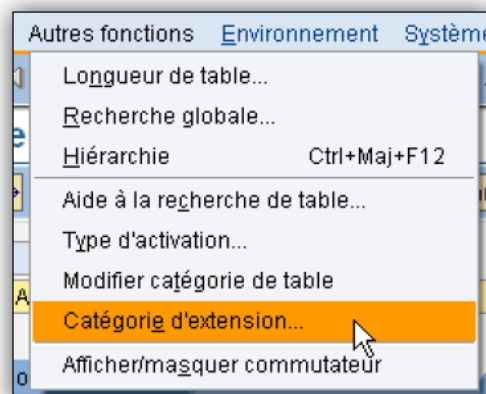 Autres fonctions Environnement Système
Longueur de table...
Recherche globale...
Hiérarchie Ctrl+Maj+F12
Aide à la recherche de table...
Type d'activation...
Modifier catégorie de table
Catégorie d'extension...
Afficher/masquer commutateur